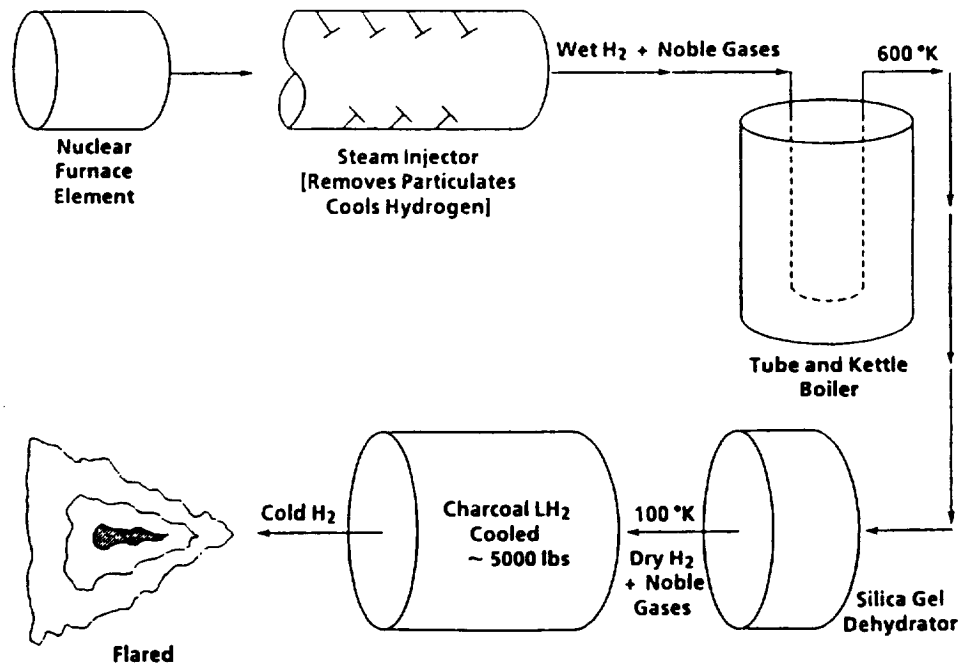 Wet H2 + Noble Gases
600 °K
Nuclear
Furnace
Element
Steam Injector
[Removes Particulates
Cools Hydrogen]
Tube and Kettle
Boiler
Cold H2
Charcoal LH2
Cooled
~ 5000 lbs
100 °K
Dry H2
+ Noble
Gases
Silica Gel
Dehydrator
Flared